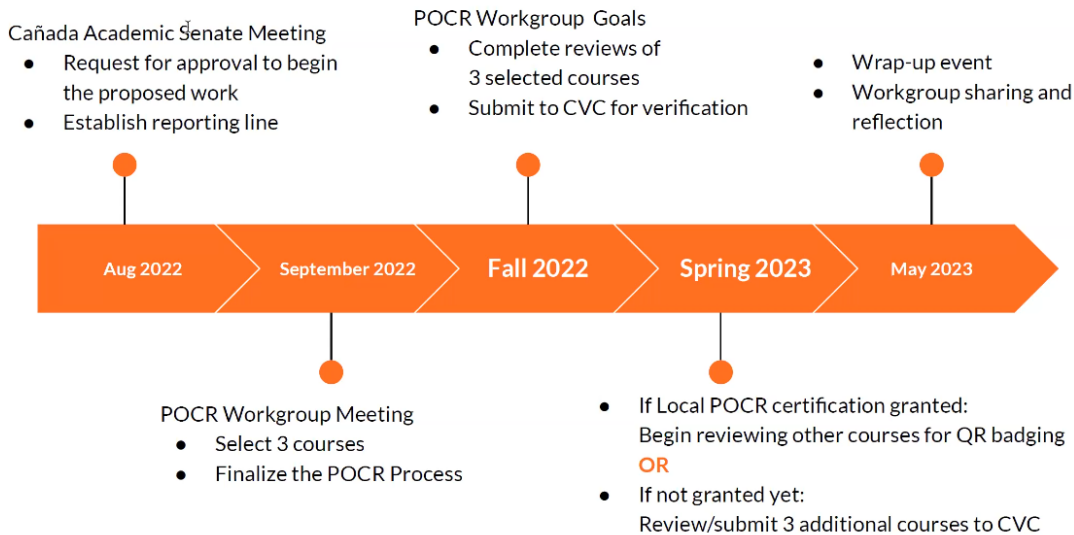 Cañada Academic Senate Meeting
● Request for approval to begin
the proposed work
● Establish reporting line
POCR Workgroup Goals
● Complete reviews of
3 selected courses
● Submit to CVC for verification
● Wrap-up event
● Workgroup sharing and
reflection
Aug 2022
September 2022
Fall 2022
Spring 2023
May 2023
POCR Workgroup Meeting
● Select 3 courses
● Finalize the POCR Process
● If Local POCR certification granted:
Begin reviewing other courses for QR badging
OR
● If not granted yet:
Review/submit 3 additional courses to CVC